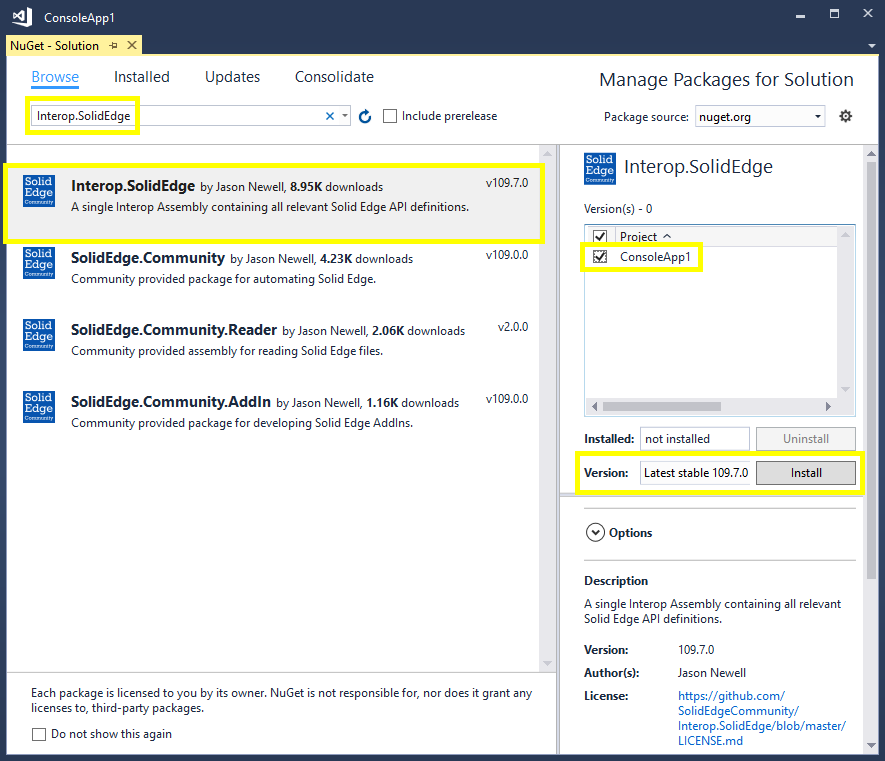 ConsoleApp1
NuGet - Solution
Browse Installed Updates Consolidate
Manage Packages for Solution
Interop.SolidEdge
Include prerelease
Package source: nuget.org
Solid Edge Community
Interop.SolidEdge by Jason Newell, 8.95K downloads v109.7.0
A single Interop Assembly containing all relevant Solid Edge API definitions.
Solid Edge Community
SolidEdge.Community by Jason Newell, 4.23K downloads v109.0.0
Community provided package for automating Solid Edge.
Solid Edge Community
SolidEdge.Community.Reader by Jason Newell, 2.06K downloads v2.0.0
Community provided assembly for reading Solid Edge files.
Solid Edge Community
SolidEdge.Community.AddIn by Jason Newell, 1.16K downloads v109.0.0
Community provided package for developing Solid Edge AddIns.
Each package is licensed to you by its owner. NuGet is not responsible for, nor does it grant any
licenses to, third-party packages.
Do not show this again
Solid Edge Community
Interop.SolidEdge
Version(s) - 0
Project
ConsoleApp1
Installed: not installed Uninstall
Version: Latest stable 109.7.0 Install
Options
Description
A single Interop Assembly containing all relevant
Solid Edge API definitions.
Version: 109.7.0
Author(s): Jason Newell
License: https://github.com/
SolidEdgeCommunity/
Interop.SolidEdge/blob/master/
LICENSE.md